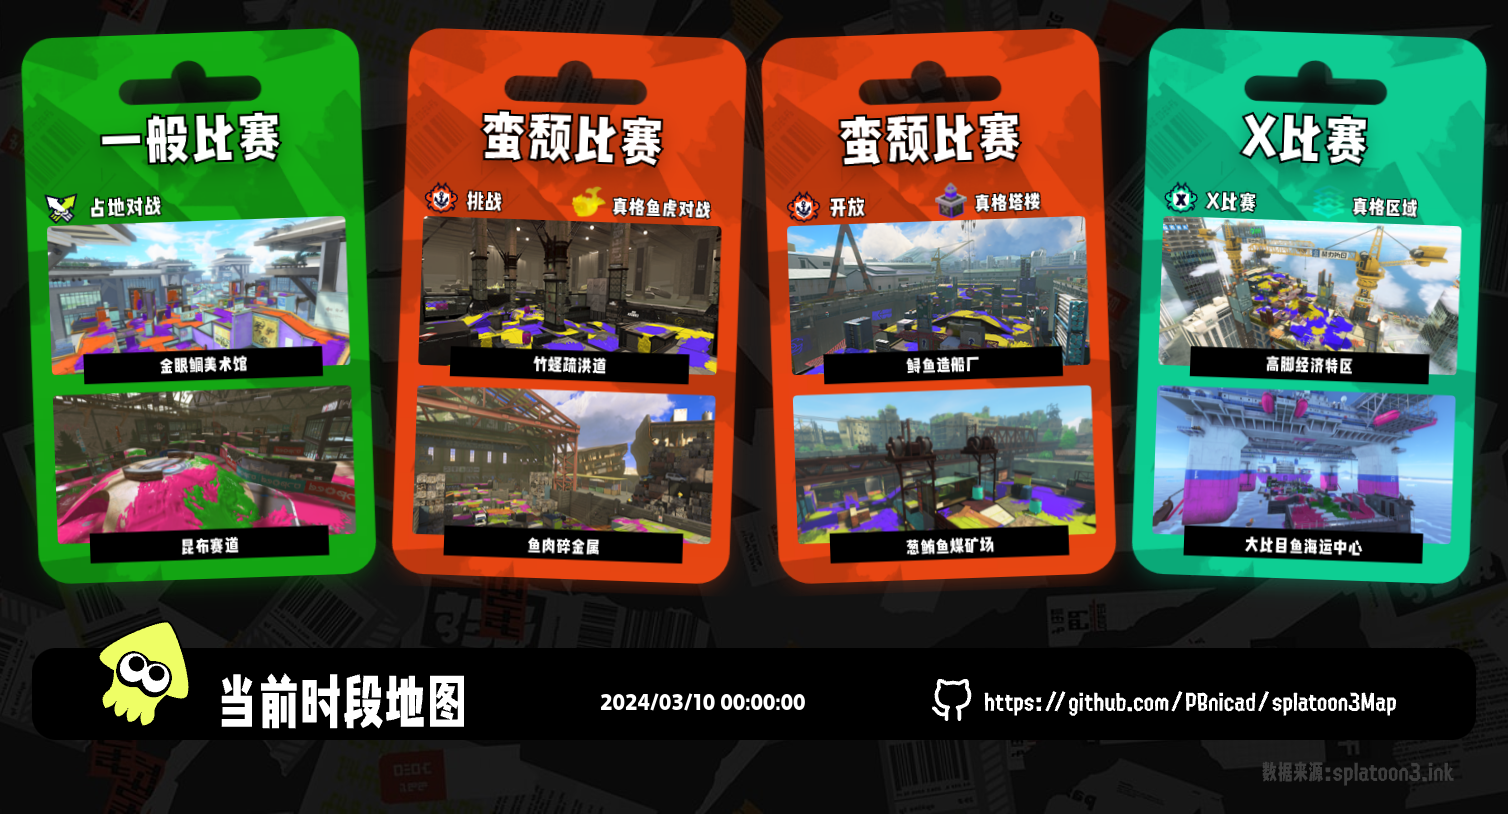 一般比赛
占地对战
金眼鲷美术馆
昆布赛道
蛮颓比赛
挑战
真格鱼虎对战
竹蛏疏洪道
鱼肉碎金属
蛮颓比赛
开放
真格塔楼
鲟鱼造船厂
葱鲔鱼煤矿场
X比赛
X比赛
真格区域
高脚经济特区
大比目鱼海运中心
当前时段地图
2024/03/10 00:00:00
https://github.com/PBnicad/splatoon3Map
数据来源:splatoon3.ink